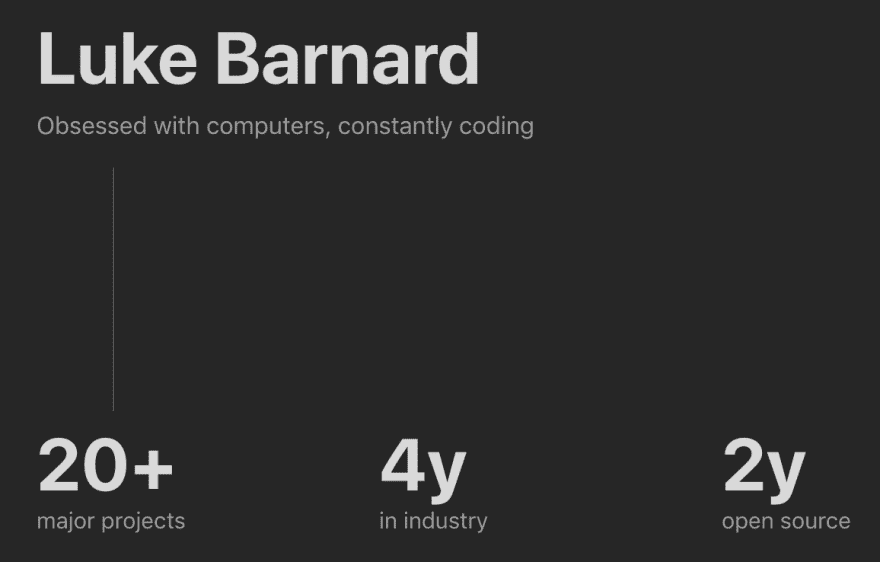 Luke Barnard
Obsessed with computers, constantly coding
20+ 4y 2y
major projects in industry open source